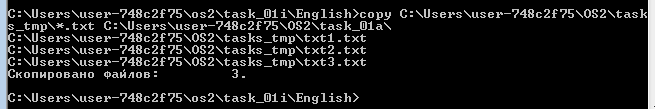 C:\Users\user-748c2f75\os2\task_01i\English>copy C:\Users\user-748c2f75\OS2\task
s_tmp\*.txt C:\Users\user-748c2f75\OS2\task_01a\
C:\Users\user-748c2f75\OS2\tasks_tmp\txt1.txt
C:\Users\user-748c2f75\OS2\tasks_tmp\txt2.txt
C:\Users\user-748c2f75\OS2\tasks_tmp\txt3.txt
Скопировано файлов: 3.
C:\Users\user-748c2f75\os2\task_01i\English>